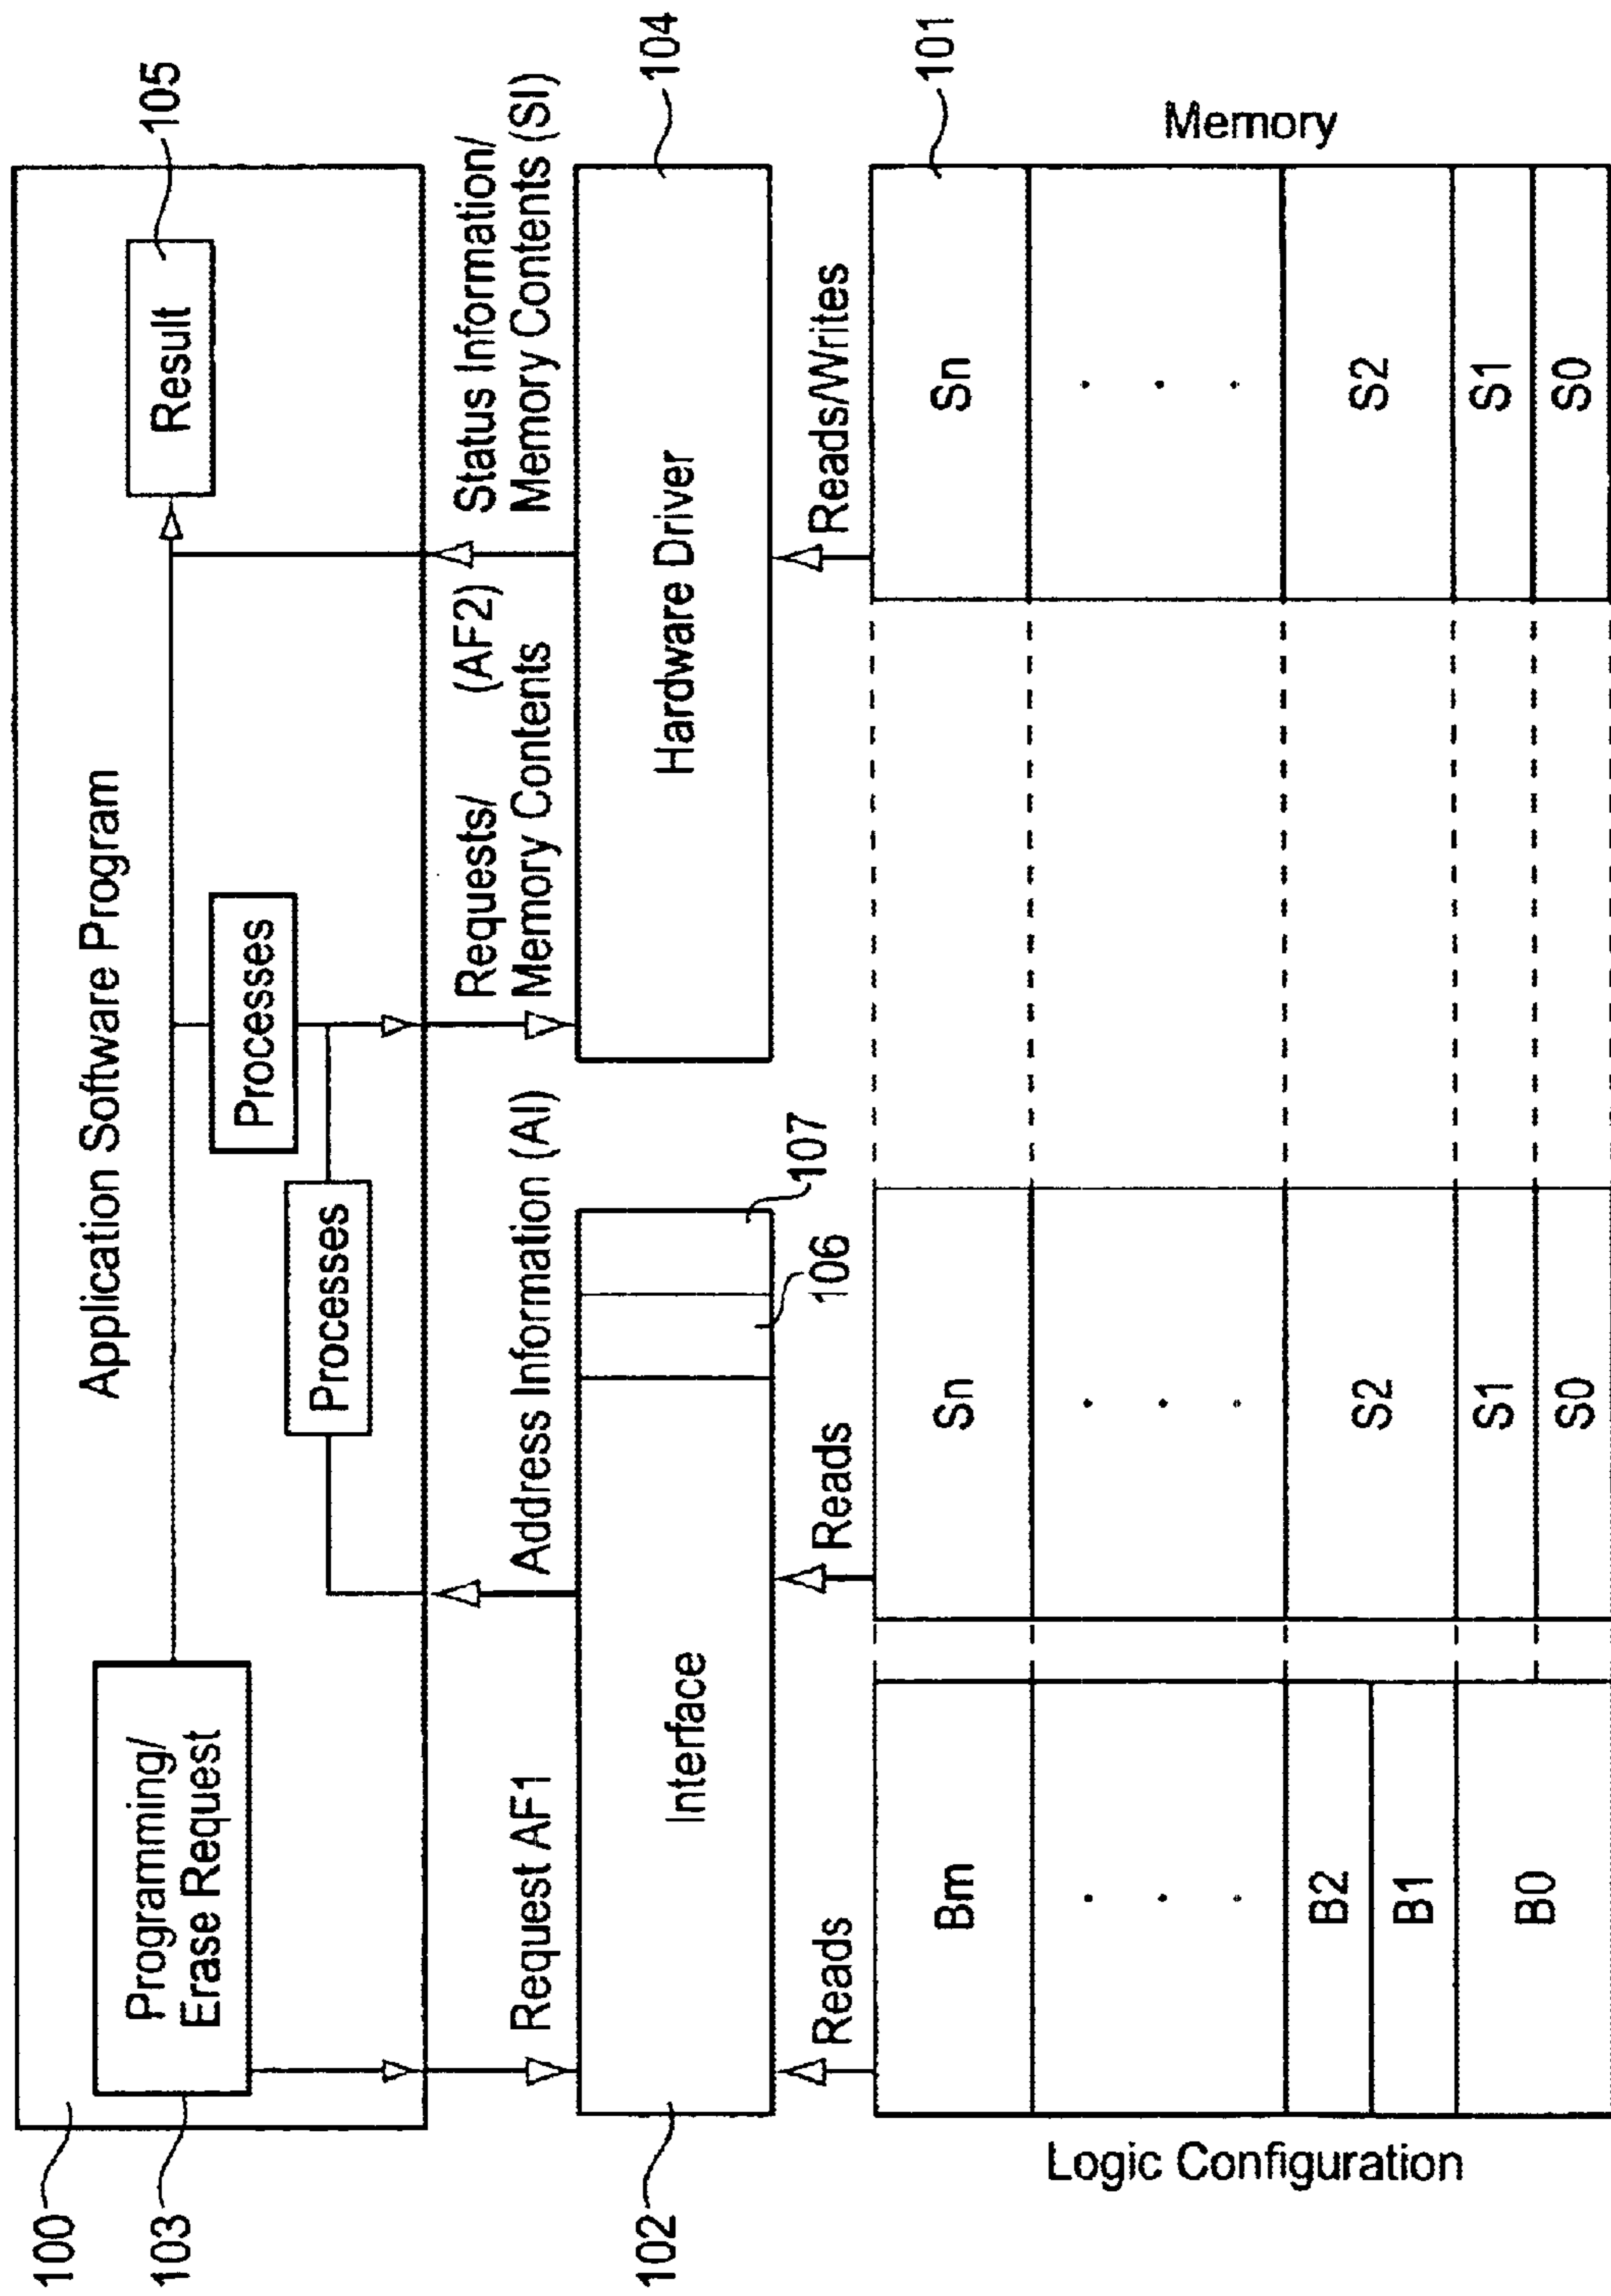 100
Application Software Program
103
Programming/
Erase Request
Processes
Processes
Result
105
Request AF1
Address Information (AI)
Requests/ (AF2)
Memory Contents
Status Information/
Memory Contents (SI)
102
Interface
106
107
Hardware Driver
104
Reads
Reads
Reads/Writes
101
Logic Configuration
Bm
. . .
B2
B1
B0
Sn
. . .
S2
S1
S0
Sn
. . .
S2
S1
S0
Memory